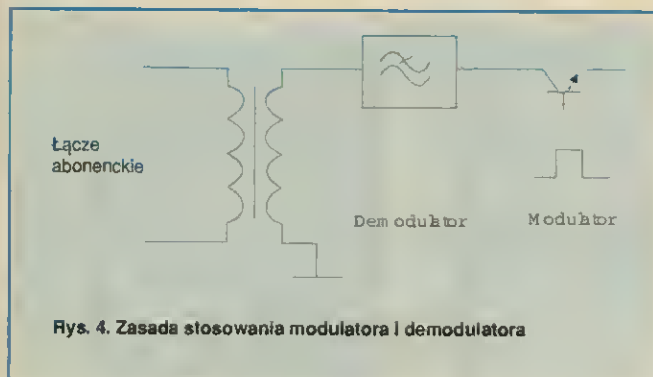 Łącze
abonenckie
Demodulator
Modulator
Rys. 4. Zasada stosowania modulatora i demodulatora